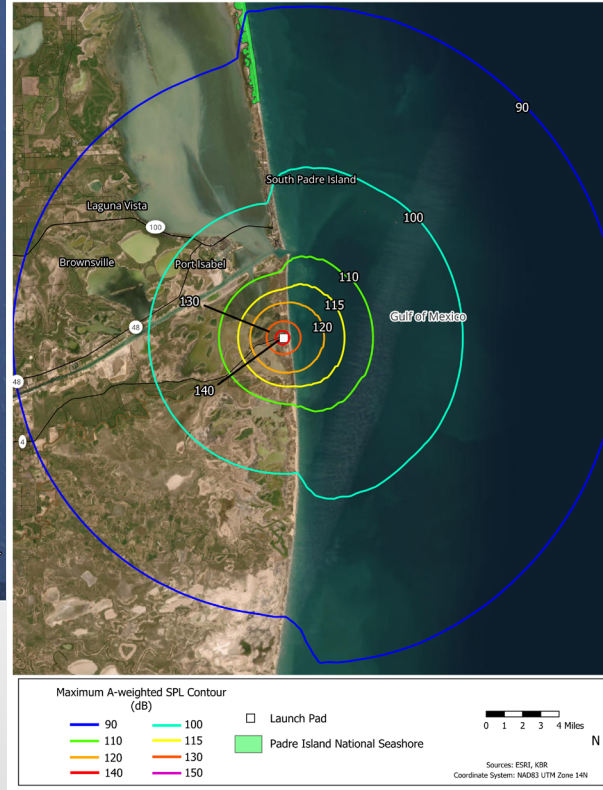 90
South Padre Island
Laguna Vista
100
100
Brownsville
Port Isabel
110
130
115
Gulf of Mexico
120
48
48
140
4
Maximum A-weighted SPL Contour
(dB)
90 100
110 115
120 130
140 150
Launch Pad
Padre Island National Seashore
0 1 2 3 4 Miles
N
Sources: ESRI, KBR
Coordinate System: NAD83 UTM Zone 14N